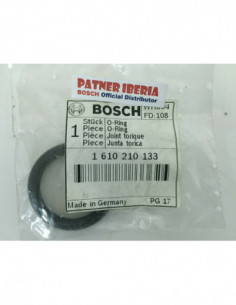 PATNER IBERIA
BOSCH Official Distributor
BOSCH
FD:108
1
Stück O-Ring
Piece O-Ring
Pièce Joint torique
Pieza Junta torica
1 610 210 133
Made in Germany
PG 17